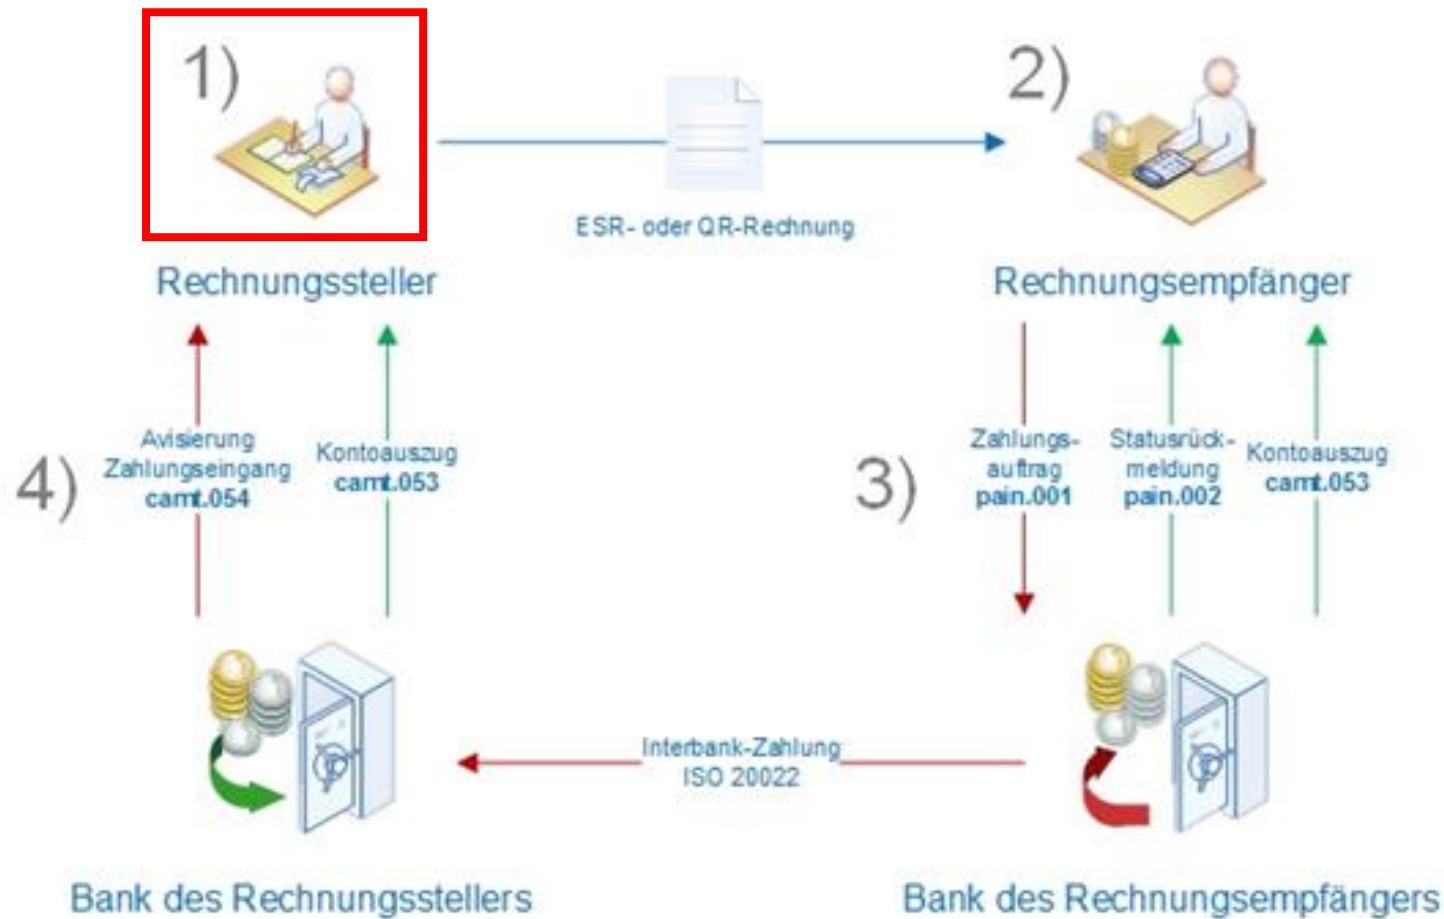 1)
2)
ESR- oder QR-Rechnung
Rechnungssteller
Rechnungsempfänger
4)
Avisierung
Zahlungseingang
camt.054
Kontoauszug
camt.053
3)
Zahlungs-
auftrag
pain.001
Statusrück-
meldung
pain.002
Kontoauszug
camt.053
Interbank-Zahlung
ISO 20022
Bank des Rechnungsstellers
Bank des Rechnungsempfängers